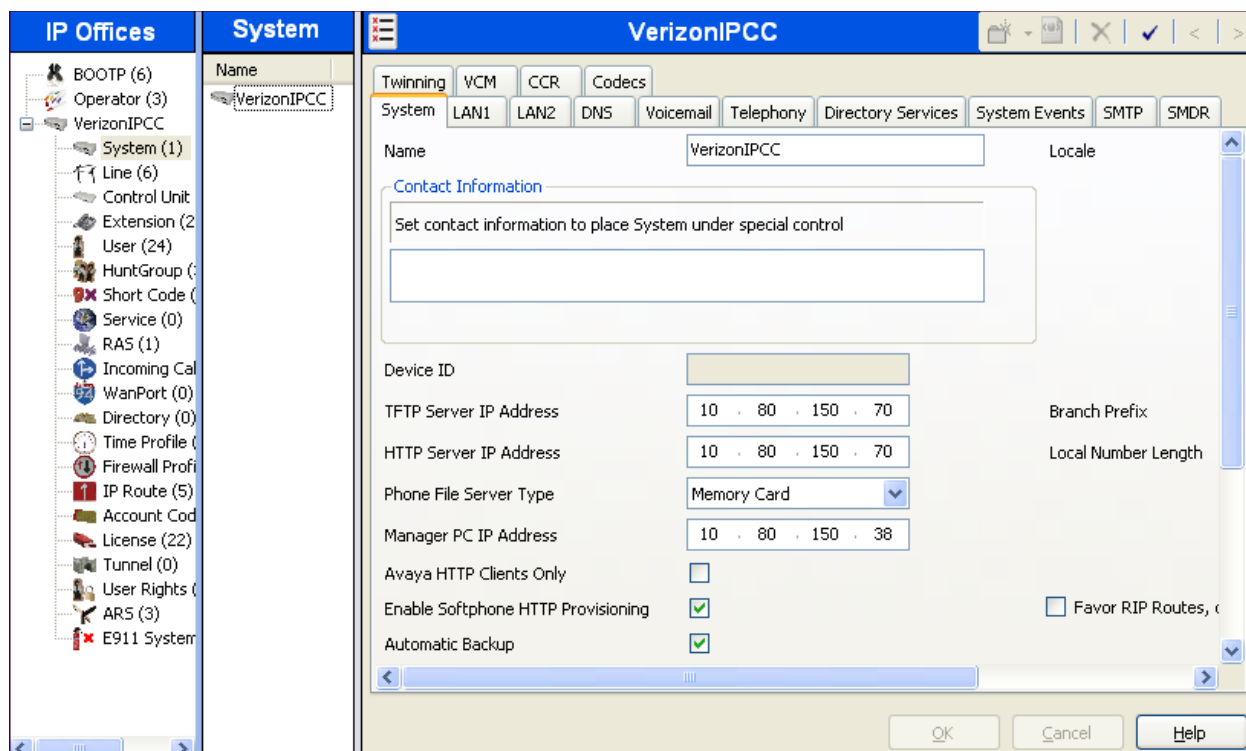 IP Offices
BOOTP (6)
Operator (3)
VerizonIPCC
System (1)
Line (6)
Control Unit
Extension (2
User (24)
HuntGroup (
Short Code (
Service (0)
RAS (1)
Incoming Cal
WanPort (0)
Directory (0)
Time Profile (
Firewall Profi
IP Route (5)
Account Cod
License (22)
Tunnel (0)
User Rights (
ARS (3)
E911 System
System
Name
VerizonIPCC
VerizonIPCC
Twinning VCM CCR Codecs
System LAN1 LAN2 DNS Voicemail Telephony Directory Services System Events SMTP SMDR
Name VerizonIPCC Locale
Contact Information
Set contact information to place System under special control
Device ID
TFTP Server IP Address 10 . 80 . 150 . 70 Branch Prefix
HTTP Server IP Address 10 . 80 . 150 . 70 Local Number Length
Phone File Server Type Memory Card
Manager PC IP Address 10 . 80 . 150 . 38
Avaya HTTP Clients Only
Enable Softphone HTTP Provisioning Favor RIP Routes,
Automatic Backup
OK Cancel Help